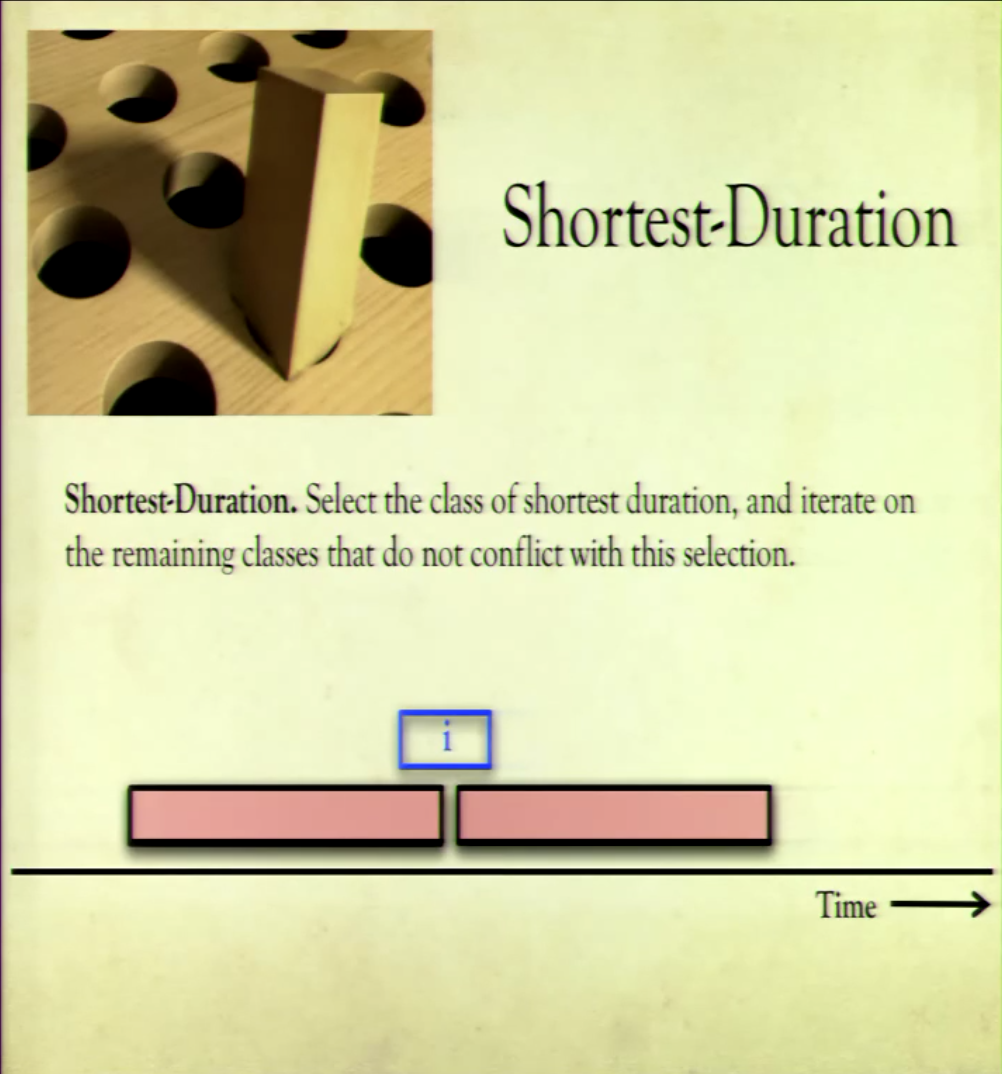 Shortest-Duration
Shortest-Duration. Select the class of shortest duration, and iterate on
the remaining classes that do not conflict with this selection.
i
Time